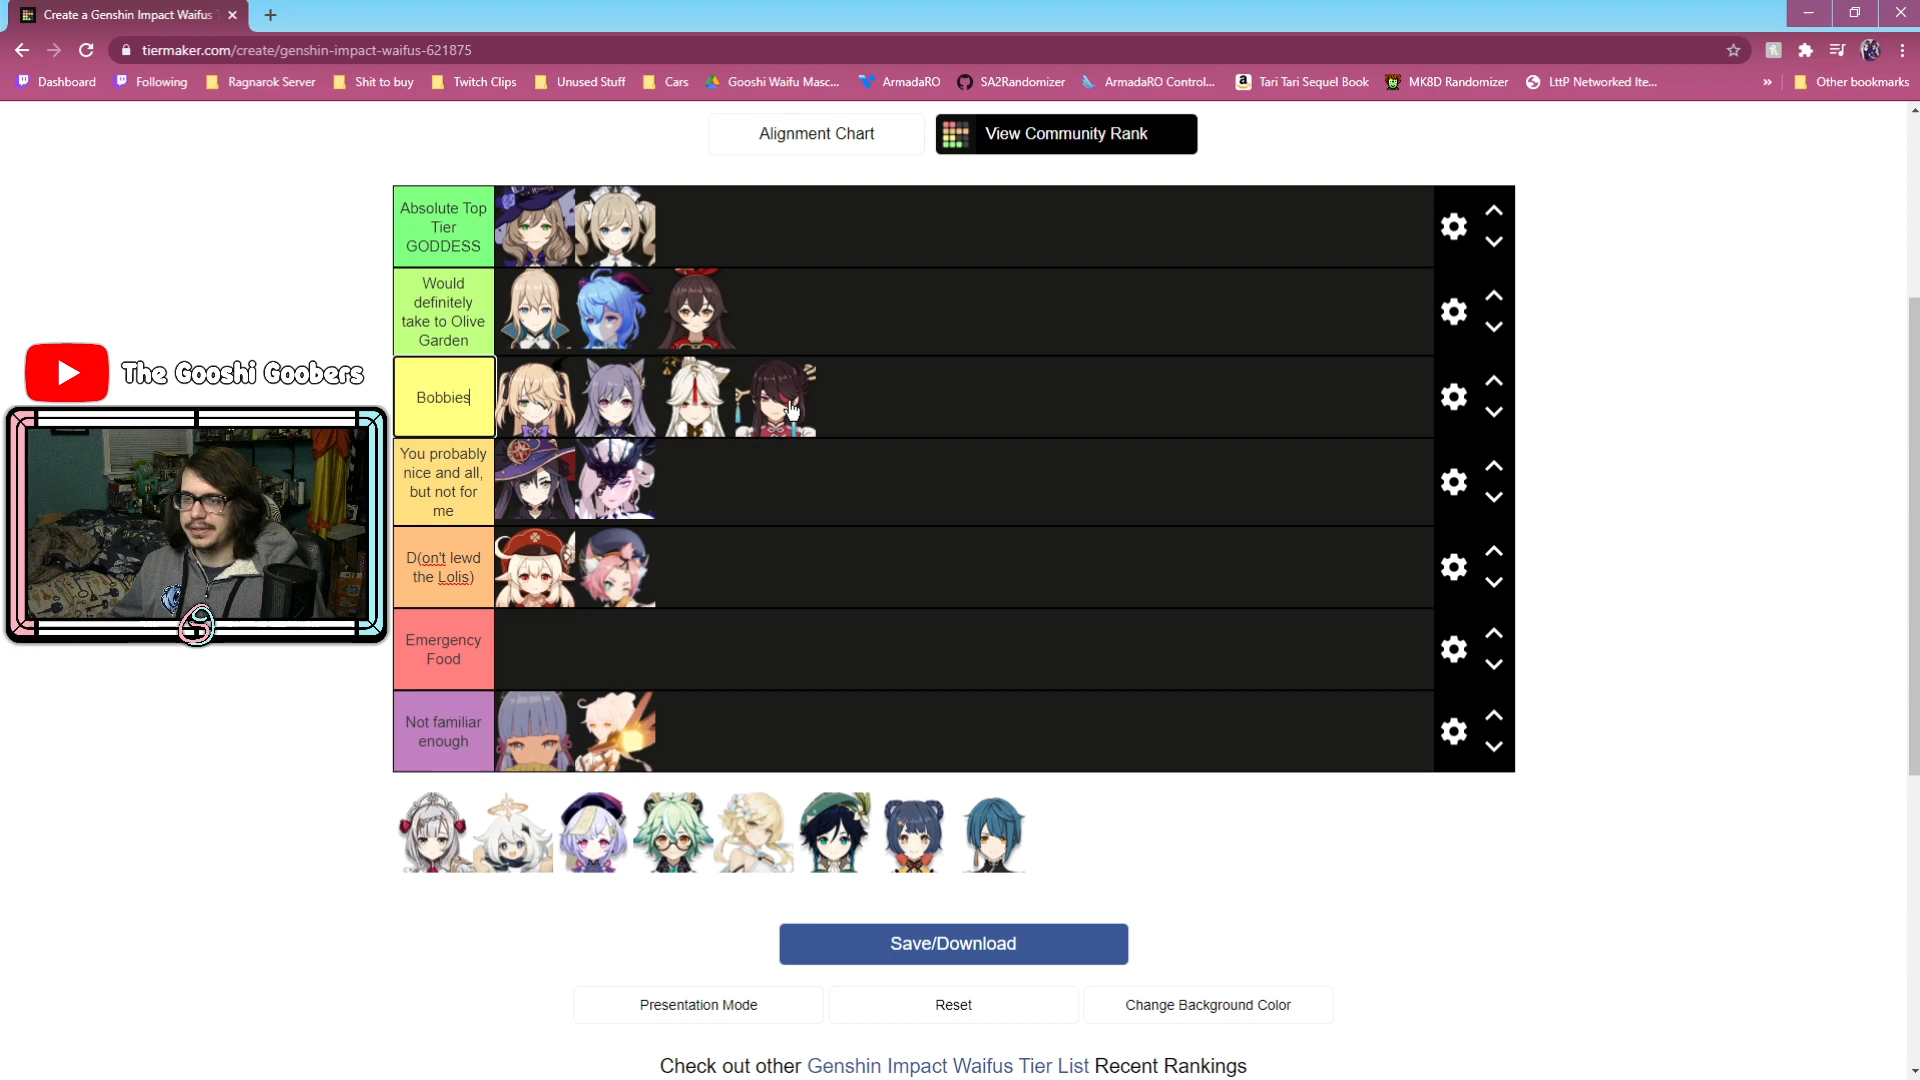 Create a Genshin Impact Waifus
tiermaker.com/create/genshin-impact-waifus-621875
Dashboard Following Ragnarok Server Shit to buy Twitch Clips Unused Stuff Cars Gooshi Waifu Masc... ArmadaRO SA2Randomizer ArmadaRO Control... Tari Tari Sequel Book MK8D Randomizer LttP Networked Ite... » Other bookmarks
Alignment Chart View Community Rank
Absolute Top
Tier
GODDESS
Would
definitely
take to Olive
Garden
The Gooshi Goobers
Bobbies
You probably
nice and all,
but not for
me
D(on't lewd
the Lolis)
Emergency
Food
Not familiar
enough
Save/Download
Presentation Mode Reset Change Background Color
Check out other Genshin Impact Waifus Tier List Recent Rankings